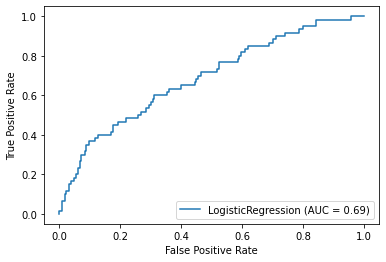 1.0
0.8
0.6
0.4
0.2
0.0
True Positive Rate
LogisticRegression (AUC = 0.69)
0.0 0.2 0.4 0.6 0.8 1.0
False Positive Rate